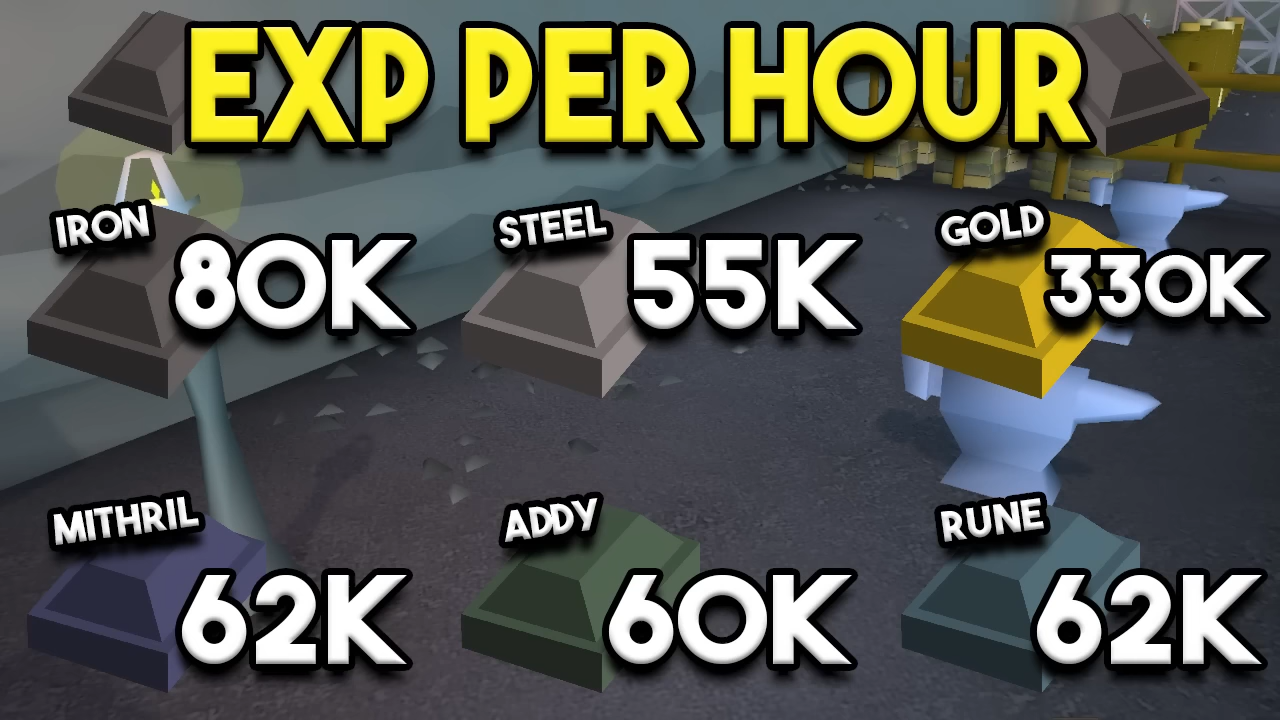 EXP PER HOUR
IRON
80K
STEEL
55K
GOLD
330K
MITHRIL
62K
ADDY
60K
RUNE
62K